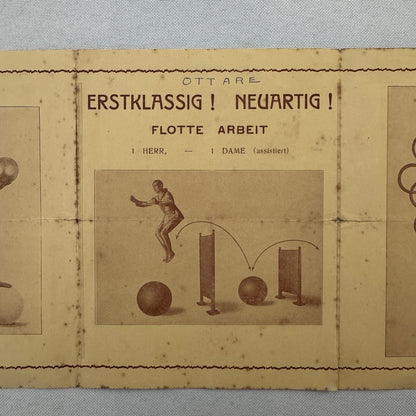 OTTARE
ERSTKLASSIG! NEUARTIG!
FLOTTE ARBEIT
1 HERR, — 1 DAME (assistiert)